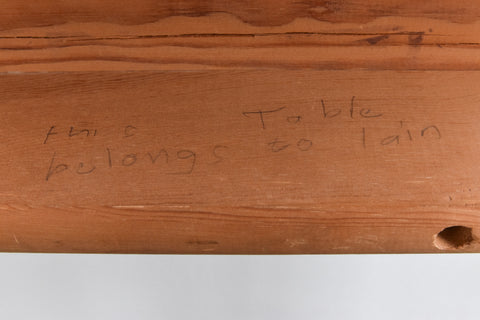 this Table
belongs to Iain